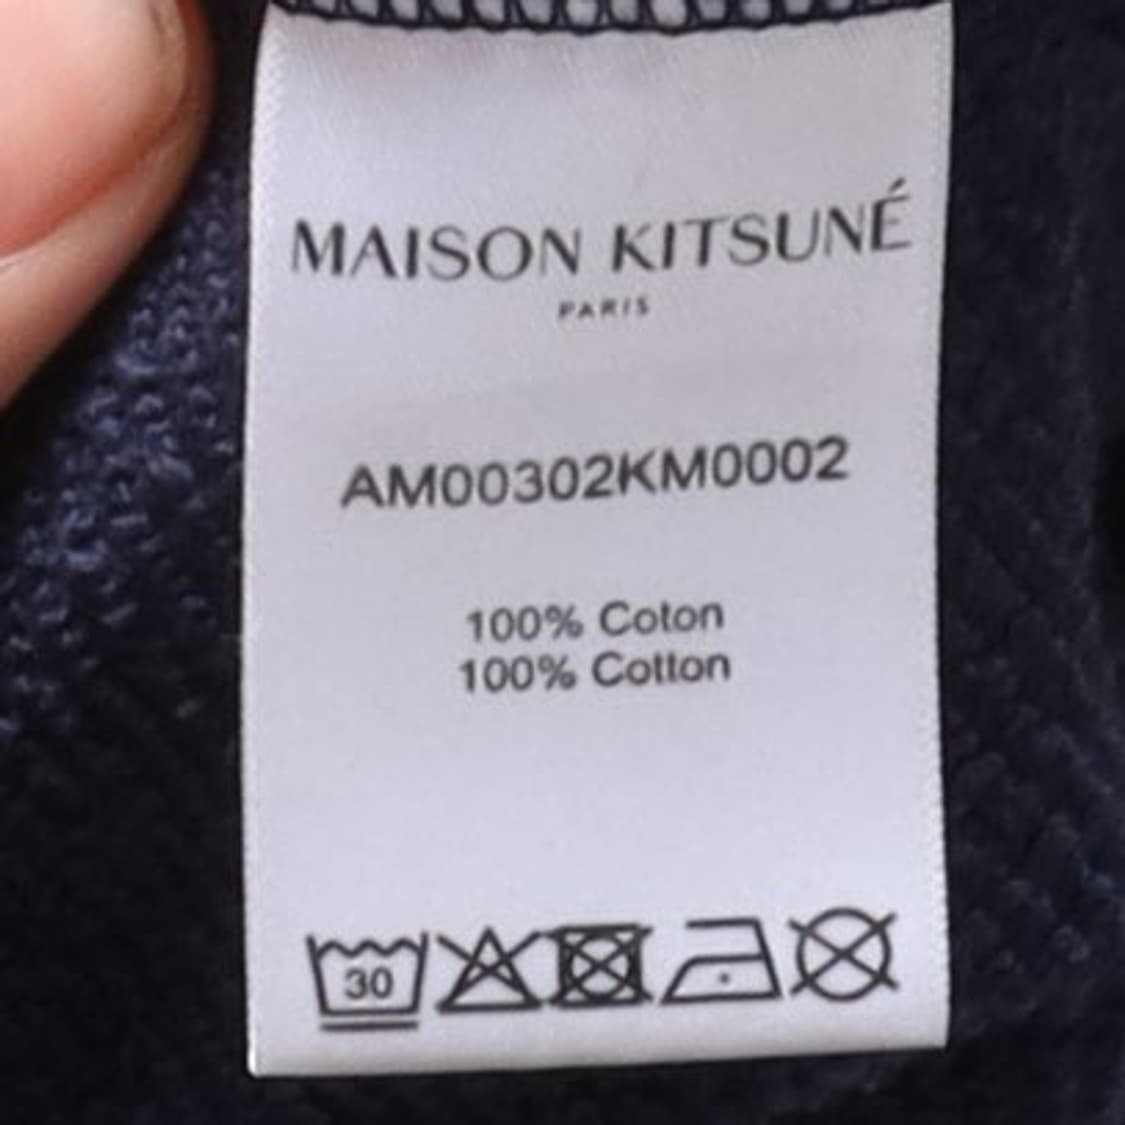 MAISON KITSUNÉ
PARIS
AM00302KM0002
100% Coton
100% Cotton
30